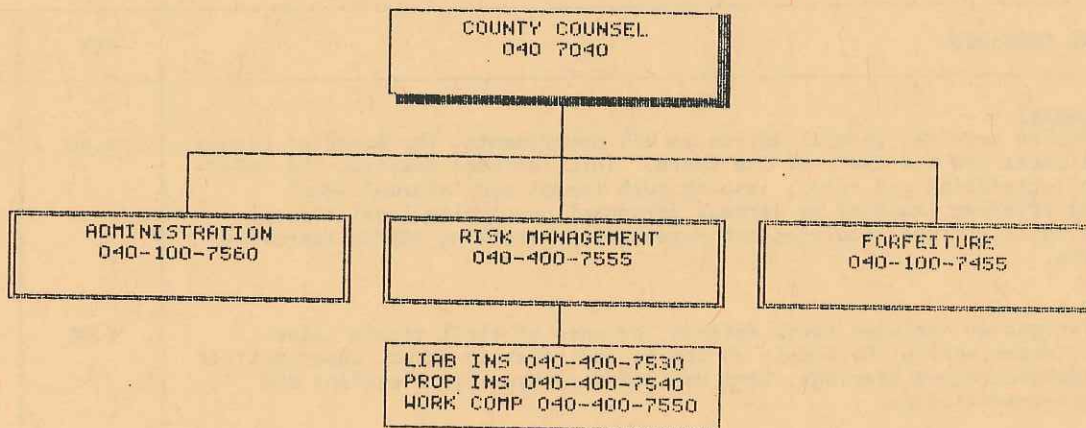 COUNTY COUNSEL
040 7040
ADMINISTRATION
040-100-7560
RISK MANAGEMENT
040-400-7555
FORFEITURE
040-100-7455
LIAB INS 040-400-7530
PROP INS 040-400-7540
WORK COMP 040-400-7550